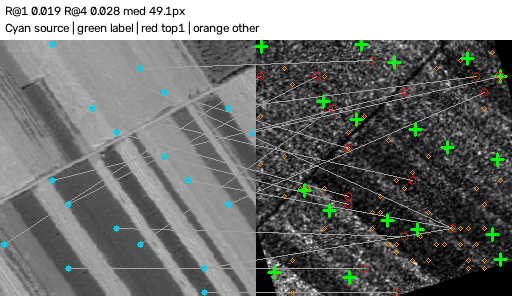 R@1 0.019 R@4 0.028 med 49.1px
Cyan source | green label | red top1 | orange other